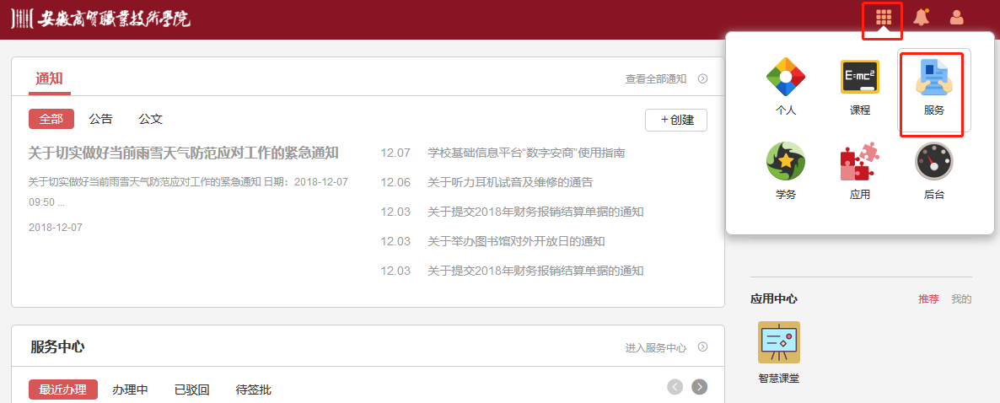 安徽商贸職業技術學院
通知
查看全部通知
全部 公告 公文
+创建
关于切实做好当前雨雪天气防范应对工作的紧急通知
关于切实做好当前雨雪天气防范应对工作的紧急通知 日期：2018-12-07
09:50 ...
2018-12-07
12.07 学校基础信息平台“数字安商”使用指南
12.06 关于听力耳机试音及维修的通告
12.03 关于提交2018年财务报销结算单据的通知
12.03 关于举办图书馆对外开放日的通知
12.03 关于提交2018年财务报销结算单据的通知
E=mc²
个人 课程 服务
学务 应用 后台
服务中心
进入服务中心
最近办理 办理中 已驳回 待签批
应用中心
推荐 我的
智慧课堂